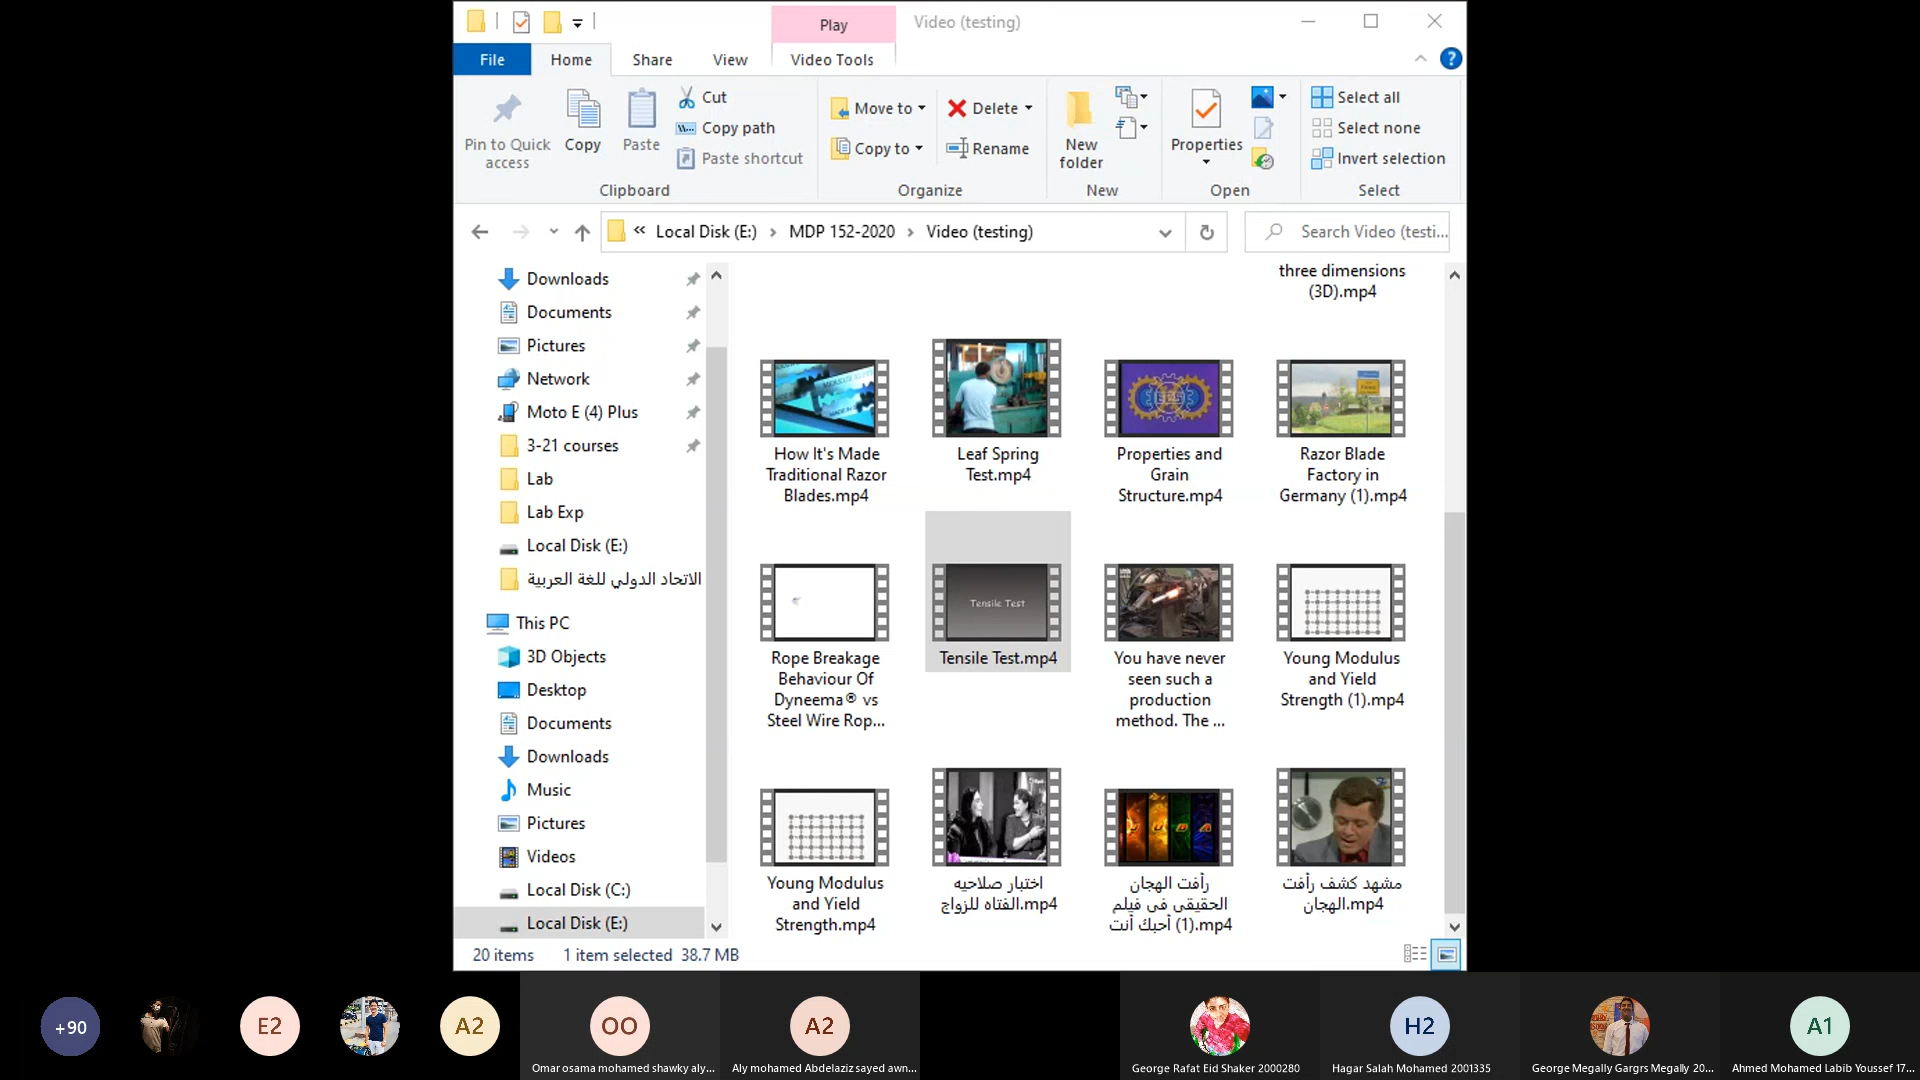 Play
Video (testing)
File
Home
Share
View
Video Tools
Pin to Quick
access
Copy
Paste
Cut
Copy path
Paste shortcut
Clipboard
Move to
Copy to
Delete
Rename
Organize
New
folder
New
Properties
Open
Select all
Select none
Invert selection
Select
« Local Disk (E:) › MDP 152-2020 › Video (testing)
Search Video (testi...
Downloads
Documents
Pictures
Network
Moto E (4) Plus
3-21 courses
Lab
Lab Exp
Local Disk (E:)
الاتحاد الدولي للغة العربية
This PC
3D Objects
Desktop
Documents
Downloads
Music
Pictures
Videos
Local Disk (C:)
Local Disk (E:)
three dimensions
(3D).mp4
How It's Made
Traditional Razor
Blades.mp4
Leaf Spring
Test.mp4
Properties and
Grain
Structure.mp4
Razor Blade
Factory in
Germany (1).mp4
Tensile Test
Rope Breakage
Behaviour Of
Dyneema® vs
Steel Wire Rop...
Tensile Test.mp4
You have never
seen such a
production
method. The ...
Young Modulus
and Yield
Strength (1).mp4
Young Modulus
and Yield
Strength.mp4
اختبار صلاحيه
الفتاه للزواج.mp4
رأفت الهجان
الحقيقى فى فيلم
أحبك أنت (1).mp4
مشهد كشف رأفت
الهجان.mp4
20 items
1 item selected 38.7 MB
+90
E2
A2
OO
Omar osama mohamed shawky aly...
A2
Aly mohamed Abdelaziz sayed awn...
George Rafat Eid Shaker 2000280
H2
Hagar Salah Mohamed 2001335
George Megally Gargrs Megally 20...
A1
Ahmed Mohamed Labib Youssef 17...